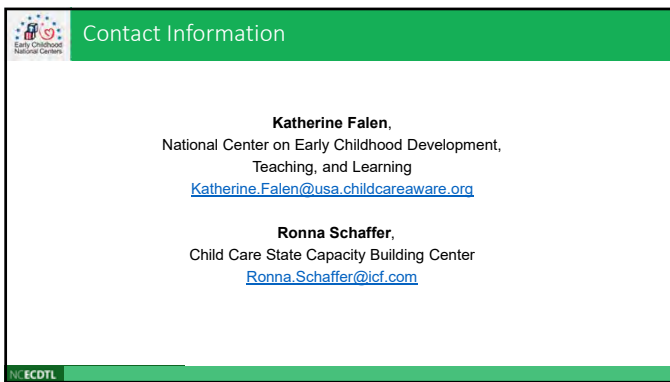 Early Childhood
National Centers
Contact Information
Katherine Falen,
National Center on Early Childhood Development,
Teaching, and Learning
Katherine.Falen@usa.childcareaware.org
Ronna Schaffer,
Child Care State Capacity Building Center
Ronna.Schaffer@icf.com
NCECDTL